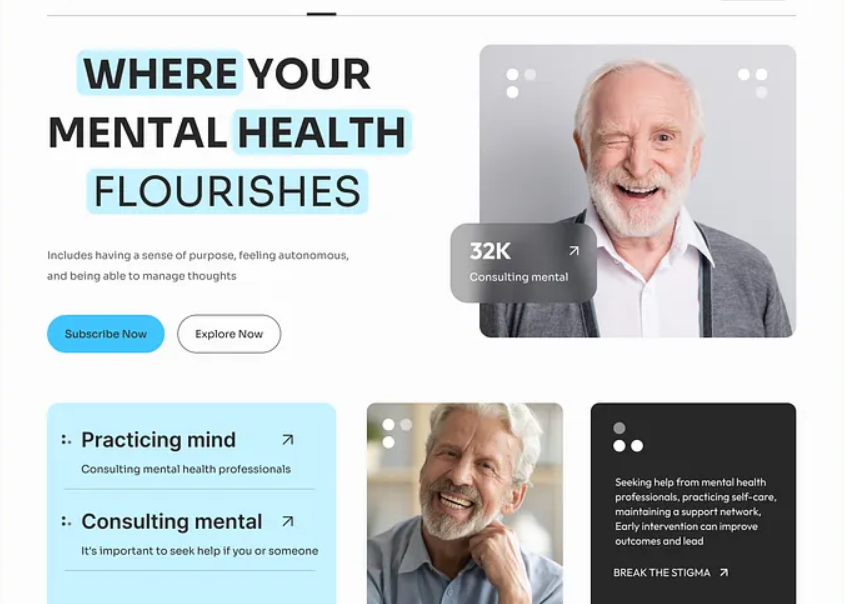 WHERE YOUR
MENTAL HEALTH
FLOURISHES
Includes having a sense of purpose, feeling autonomous,
and being able to manage thoughts
Subscribe Now
Explore Now
32K
Consulting mental
Practicing mind
Consulting mental health professionals
Consulting mental
It's important to seek help if you or someone
Seeking help from mental health
professionals, practicing self-care,
maintaining a support network,
Early intervention can improve
outcomes and lead
BREAK THE STIGMA